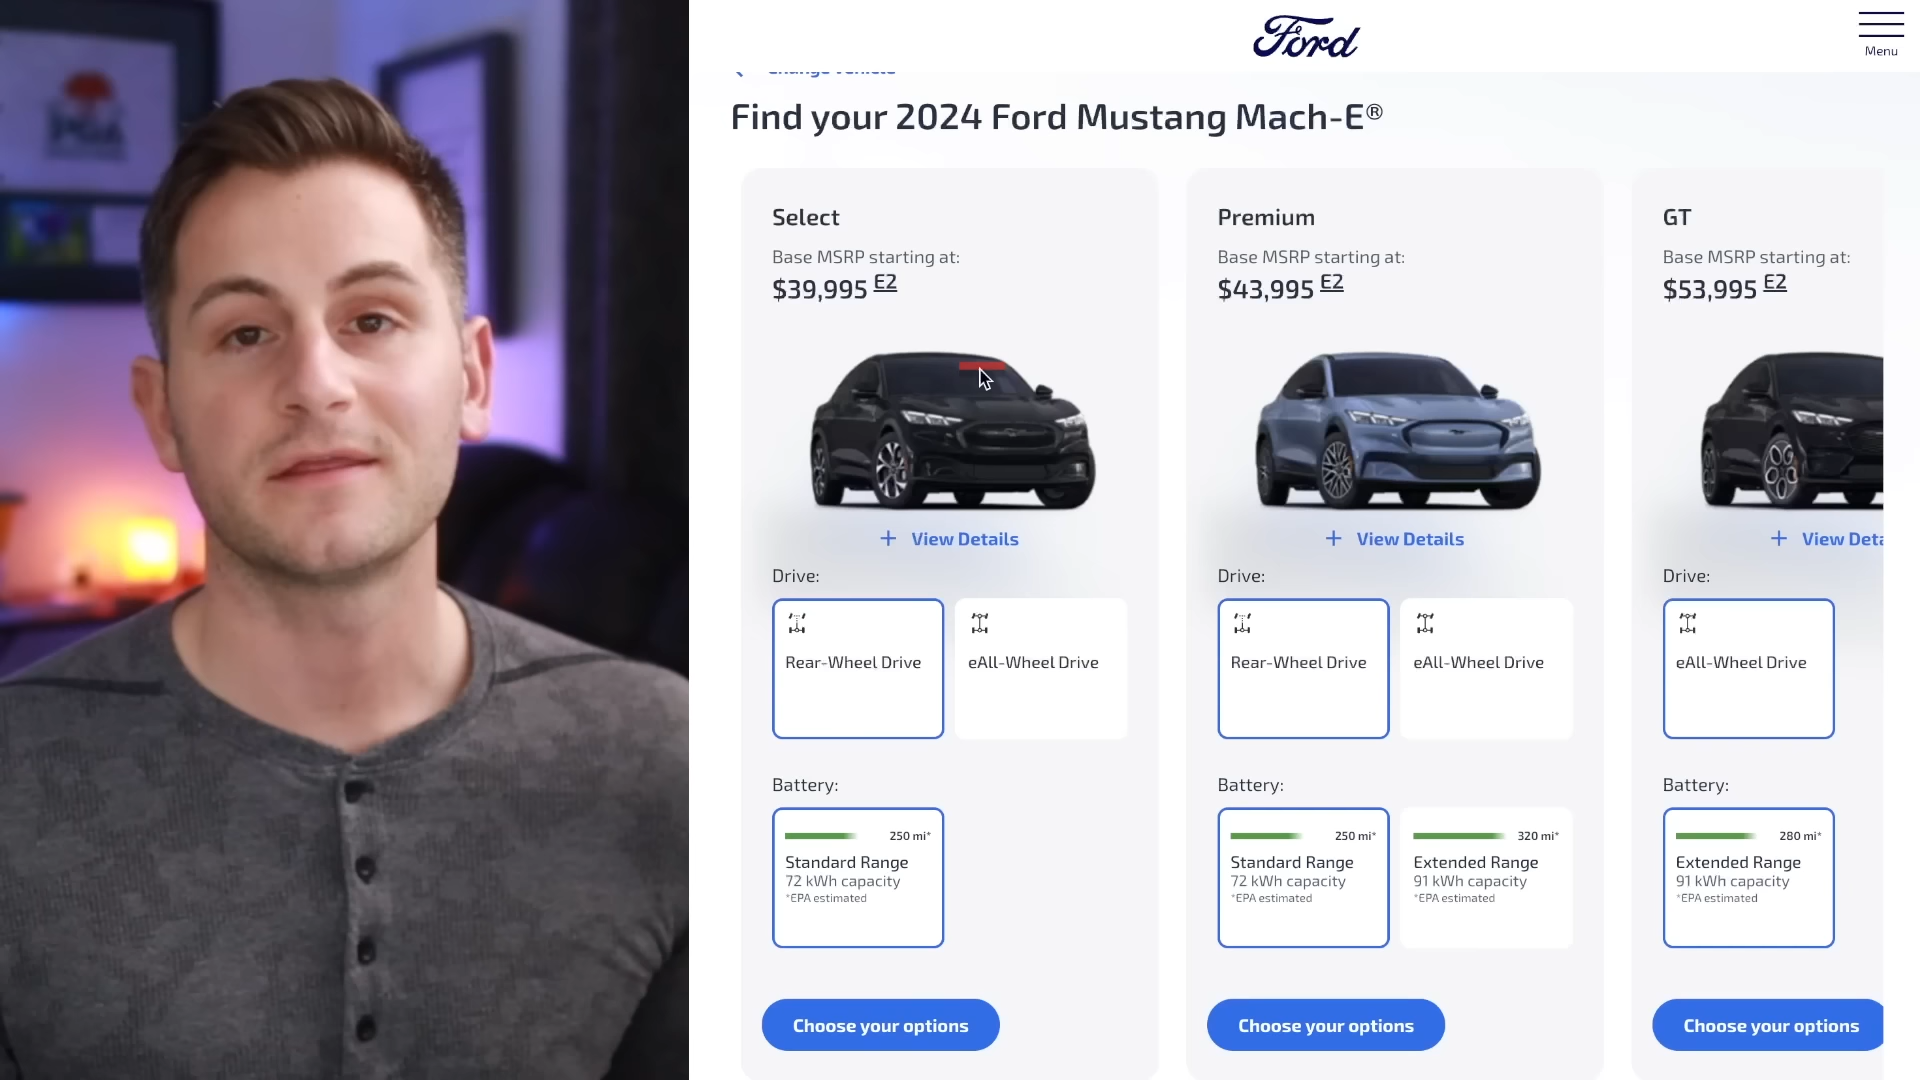 PGA
Ford
Menu
Change Vehicle
Find your 2024 Ford Mustang Mach-E®
Select
Base MSRP starting at:
$39,995 E2
View Details
Drive:
Rear-Wheel Drive
eAll-Wheel Drive
Battery:
250 mi*
Standard Range
72 kWh capacity
*EPA estimated
Choose your options
Premium
Base MSRP starting at:
$43,995 E2
View Details
Drive:
Rear-Wheel Drive
eAll-Wheel Drive
Battery:
250 mi*
Standard Range
72 kWh capacity
*EPA estimated
320 mi*
Extended Range
91 kWh capacity
*EPA estimated
Choose your options
GT
Base MSRP starting at:
$53,995 E2
View Deta
Drive:
eAll-Wheel Drive
Battery:
280 mi*
Extended Range
91 kWh capacity
*EPA estimated
Choose your options